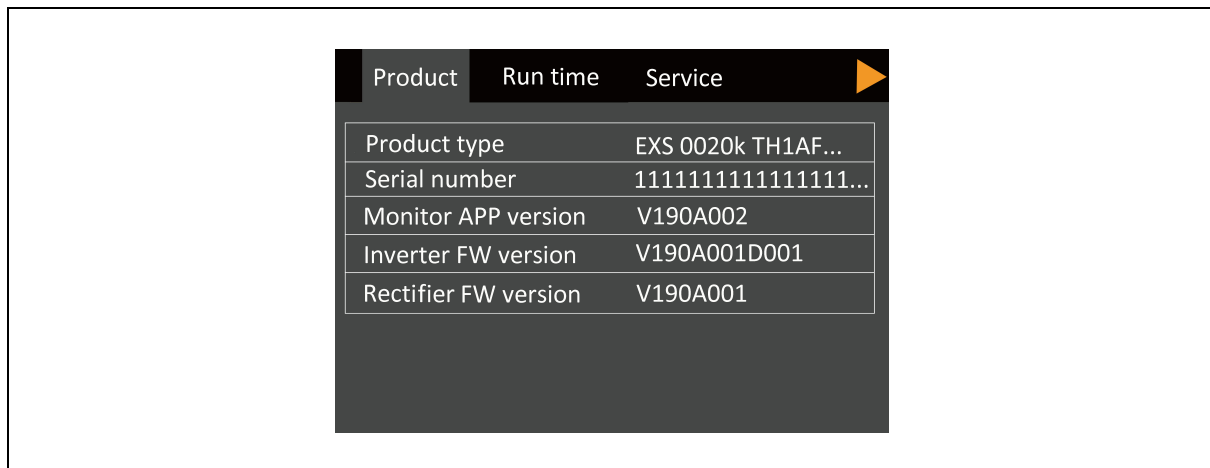 Product Run time Service
Product type EXS 0020k TH1AF...
Serial number 1111111111111111...
Monitor APP version V190A002
Inverter FW version V190A001D001
Rectifier FW version V190A001